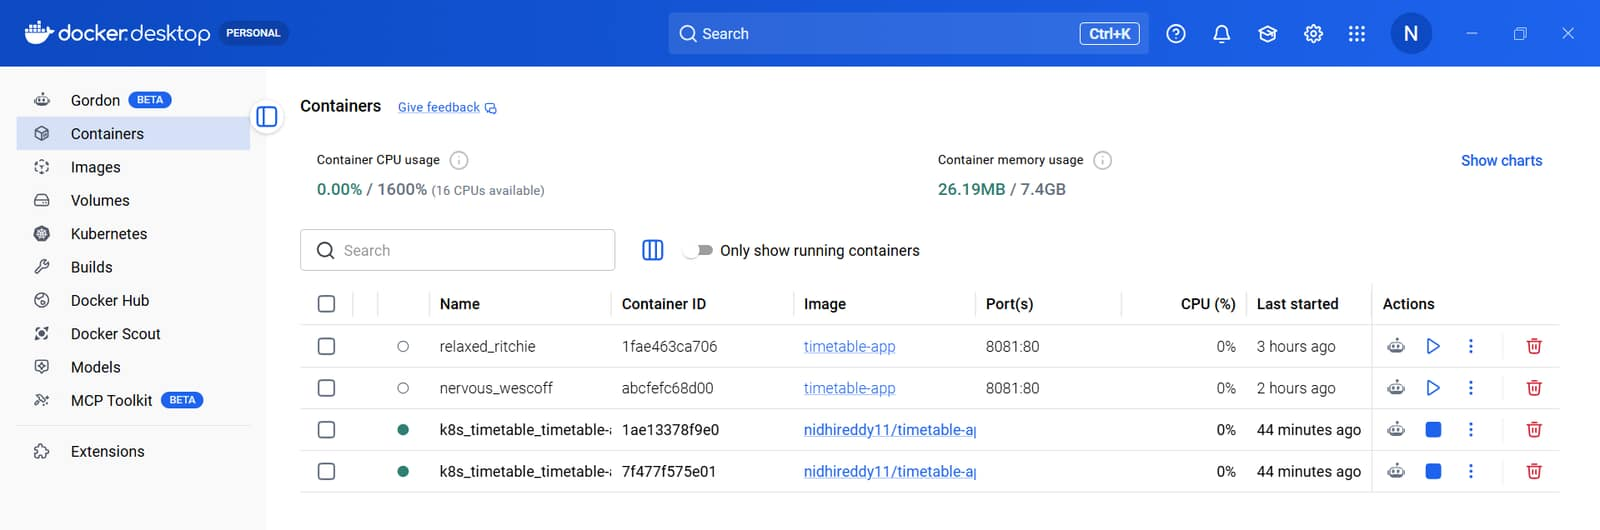 docker.desktop PERSONAL Search Ctrl+K N
Gordon BETA
Containers
Images
Volumes
Kubernetes
Builds
Docker Hub
Docker Scout
Models
MCP Toolkit BETA
Extensions
Containers Give feedback
Container CPU usage
0.00% / 1600% (16 CPUs available)
Container memory usage
26.19MB / 7.4GB
Show charts
Search
Only show running containers
Name Container ID Image Port(s) CPU (%) Last started Actions
relaxed_ritchie 1fae463ca706 timetable-app 8081:80 0% 3 hours ago
nervous_wescoff abcfefc68d00 timetable-app 8081:80 0% 2 hours ago
k8s_timetable_timetable-a 1ae13378f9e0 nidhireddy11/timetable-ap 0% 44 minutes ago
k8s_timetable_timetable-a 7f477f575e01 nidhireddy11/timetable-ap 0% 44 minutes ago